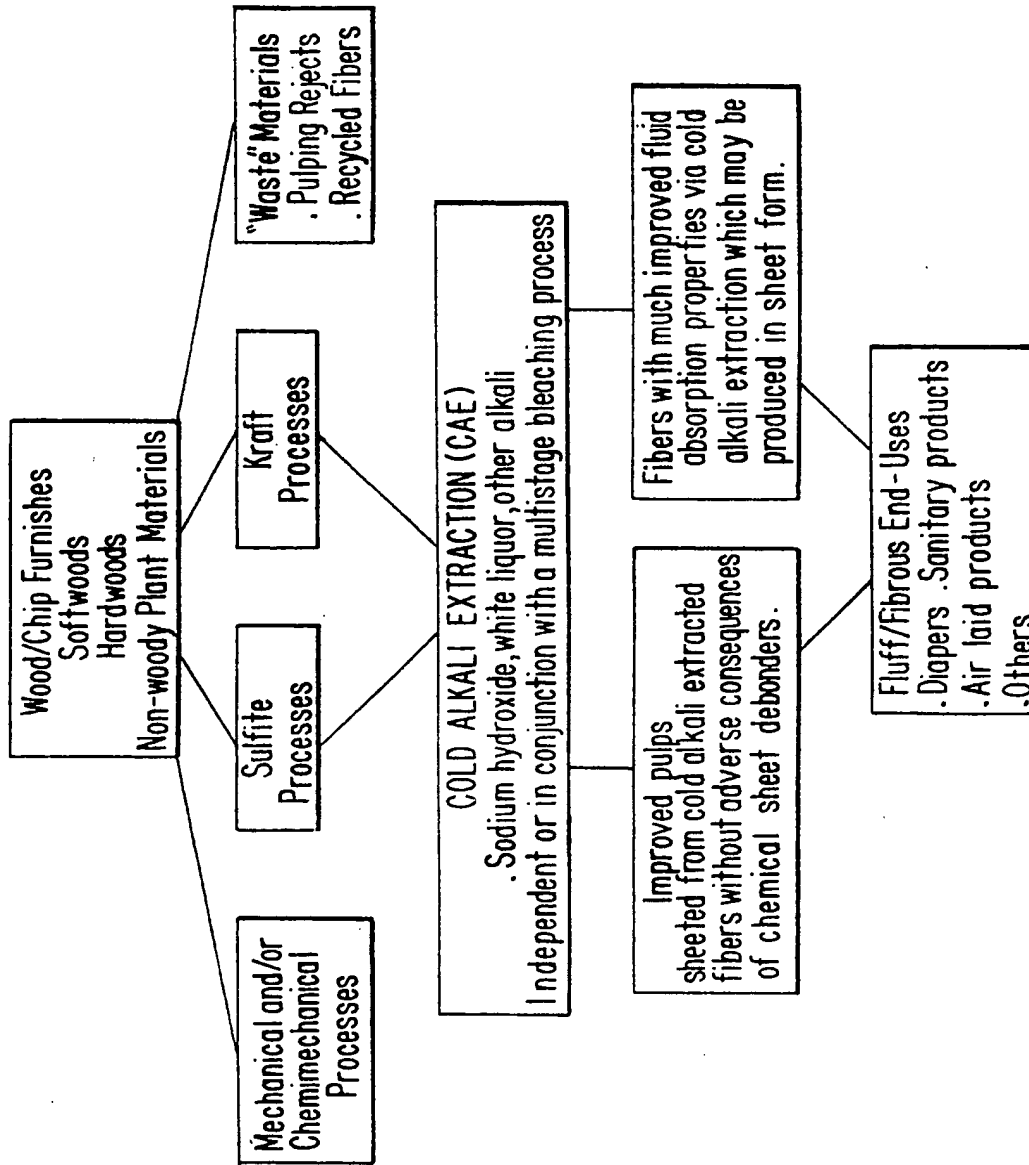 Wood/Chip Furnishes
Softwoods
Hardwoods
Non-woody Plant Materials
Mechanical and/or
Chemimechanical
Processes
Sulfite
Processes
Kraft
Processes
"Waste" Materials
. Pulping Rejects
. Recycled Fibers
COLD ALKALI EXTRACTION (CAE)
. Sodium hydroxide, white liquor, other alkali
Independent or in conjunction with a multistage bleaching process
Improved pulps
sheeted from cold alkali extracted
fibers without adverse consequences
of chemical sheet debonders.
Fibers with much improved fluid
absorption properties via cold
alkali extraction which may be
produced in sheet form.
Fluff/Fibrous End-Uses
. Diapers . Sanitary products
. Air laid products
. Others